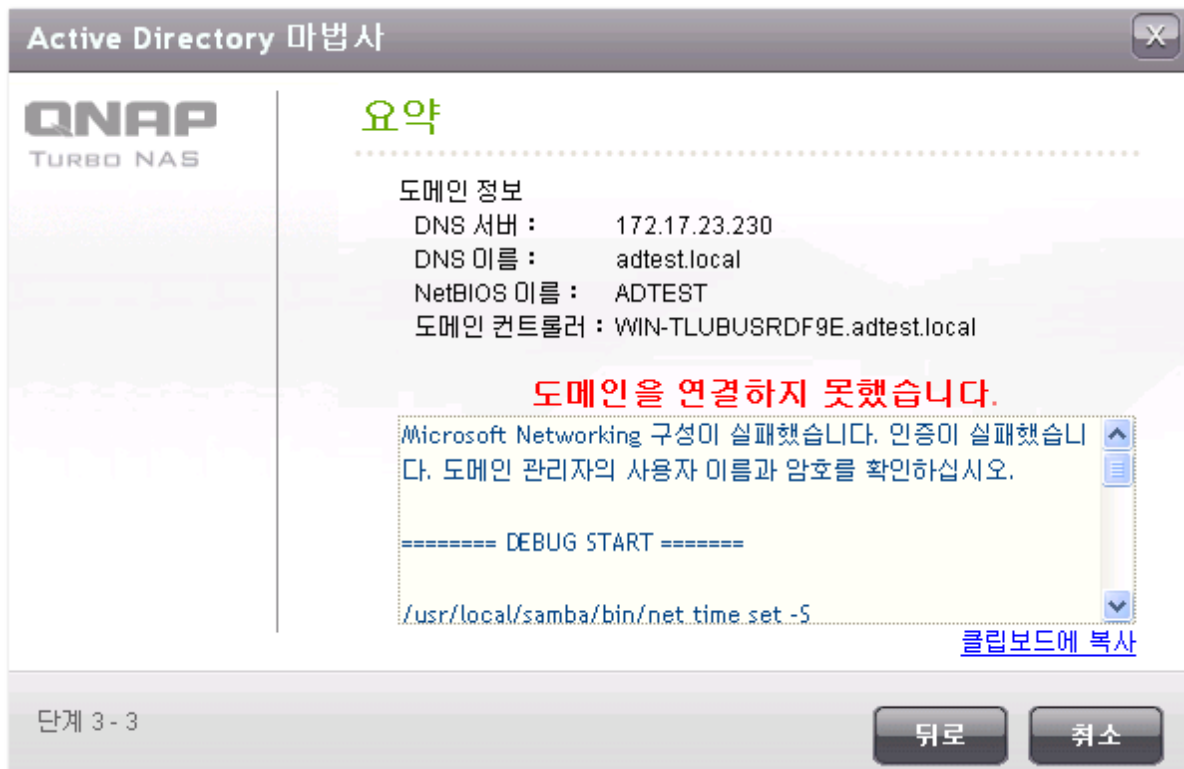 Active Directory 마법사
QNAP
TURBO NAS
요약
도메인 정보
DNS 서버 : 172.17.23.230
DNS 이름 : adtest.local
NetBIOS 이름 : ADTEST
도메인 컨트롤러 : WIN-TLUBUSRDF9E.adtest.local
도메인을 연결하지 못했습니다.
Microsoft Networking 구성이 실패했습니다. 인증이 실패했습니
다. 도메인 관리자의 사용자 이름과 암호를 확인하십시오.
======== DEBUG START =======
/usr/local/samba/bin/net time set -S
클립보드에 복사
단계 3 - 3
뒤로
취소